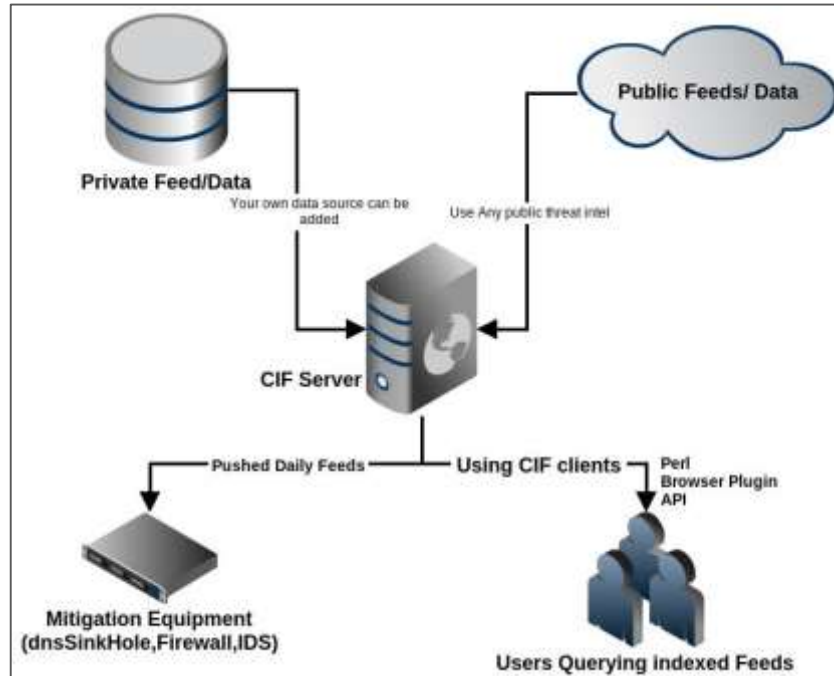 Public Feeds/ Data
Private Feed/Data
Your own data source can be
added
Use Any public threat intel
CIF Server
Pushed Daily Feeds
Using CIF clients
Perl
Browser Plugin
API
Mitigation Equipment
(dnsSinkHole,Firewall,IDS)
Users Querying indexed Feeds